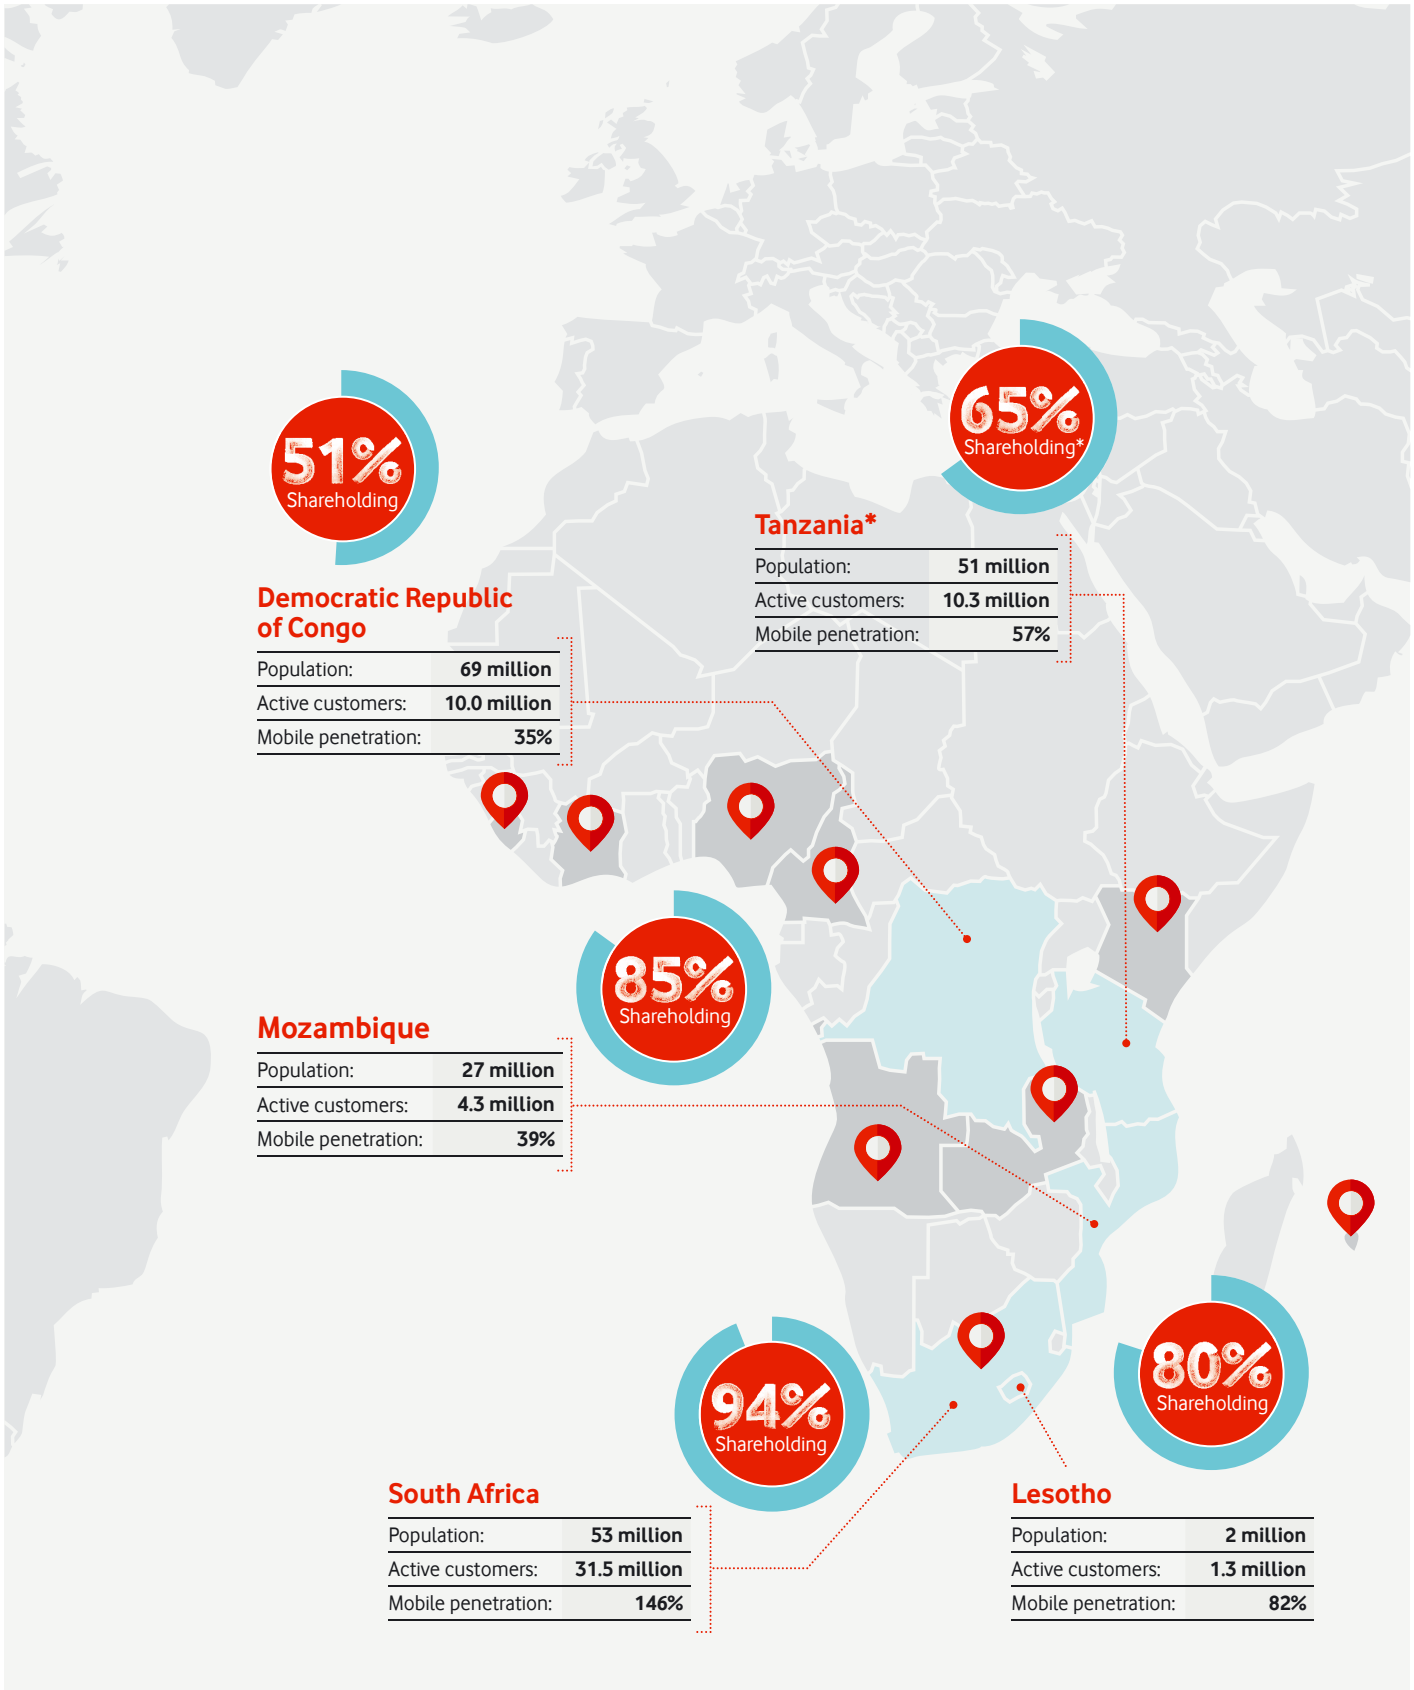 51%
Shareholding
Democratic Republic
of Congo
Population: 69 million
Active customers: 10.0 million
Mobile penetration: 35%
65%
Shareholding*
Tanzania*
Population: 51 million
Active customers: 10.3 million
Mobile penetration: 57%
85%
Shareholding
Mozambique
Population: 27 million
Active customers: 4.3 million
Mobile penetration: 39%
94%
Shareholding
South Africa
Population: 53 million
Active customers: 31.5 million
Mobile penetration: 146%
80%
Shareholding
Lesotho
Population: 2 million
Active customers: 1.3 million
Mobile penetration: 82%